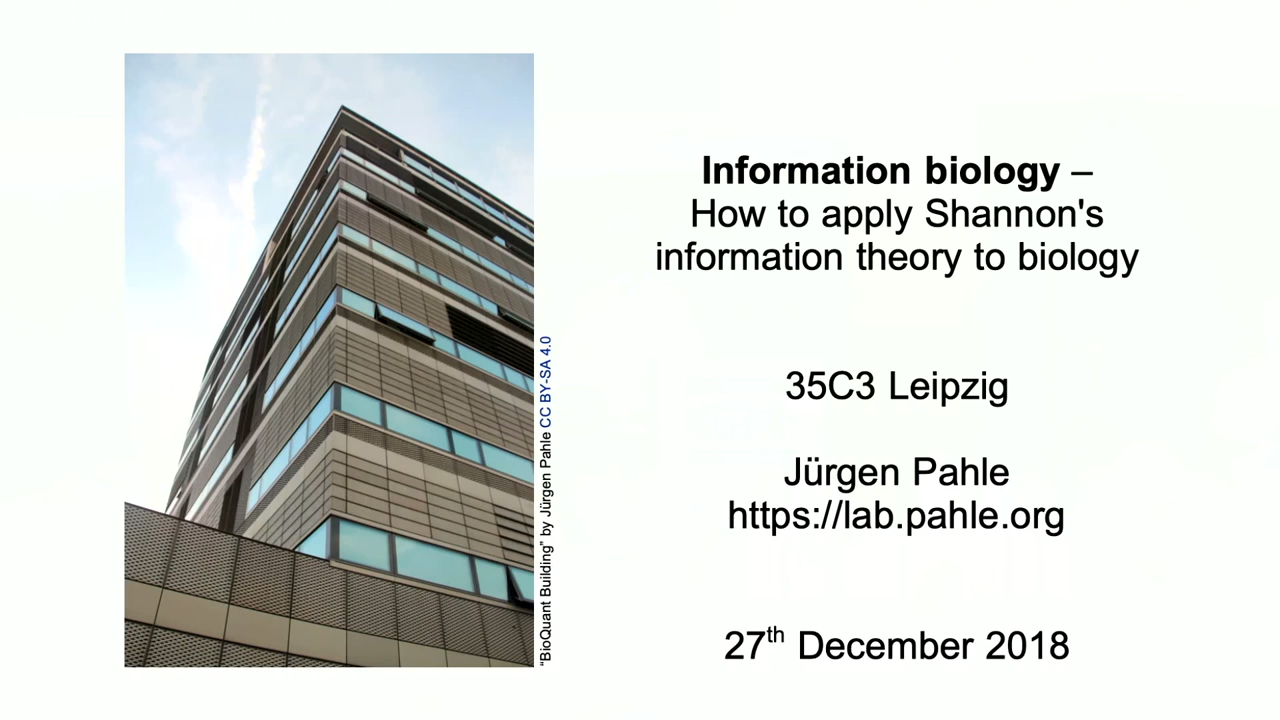 Information biology –
How to apply Shannon's
information theory to biology
35C3 Leipzig
Jürgen Pahle
https://lab.pahle.org
27th December 2018
“BioQuant Building” by Jürgen Pahle CC BY-SA 4.0